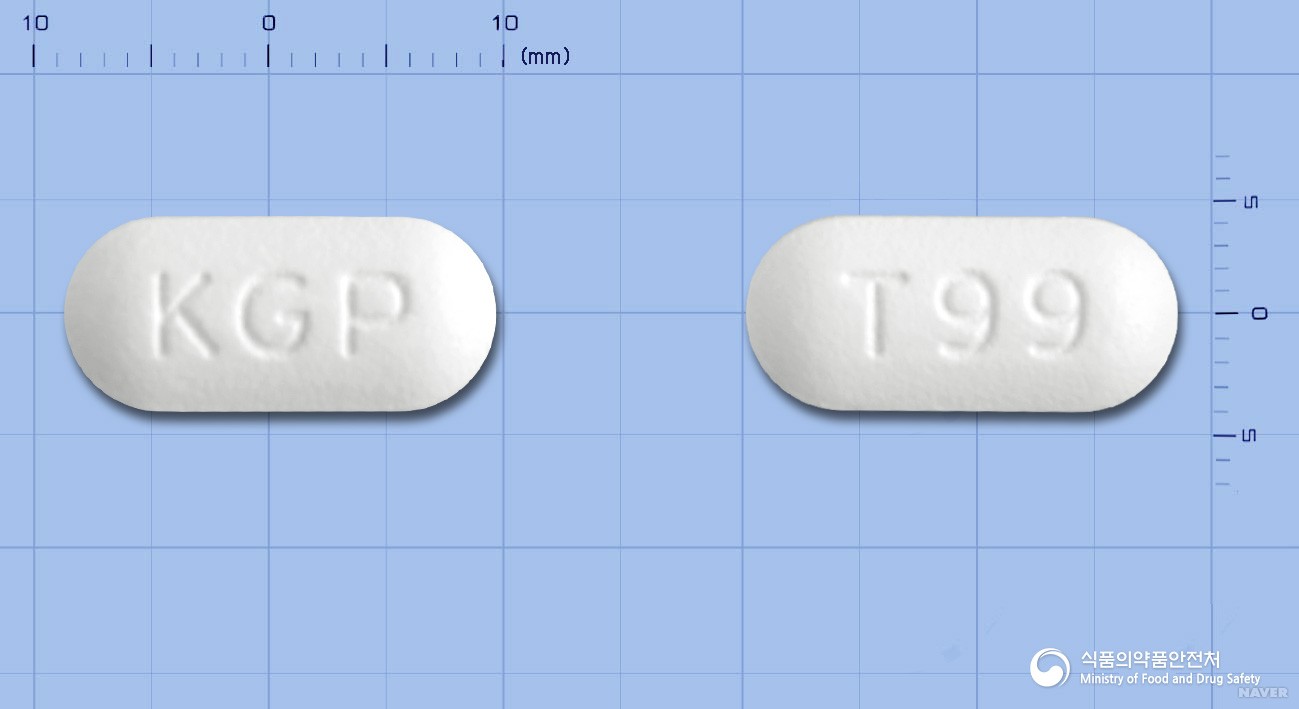 10 0 10
(mm)
KGP
T99
5
0
5
식품의약품안전처
Ministry of Food and Drug Safety
NAVER